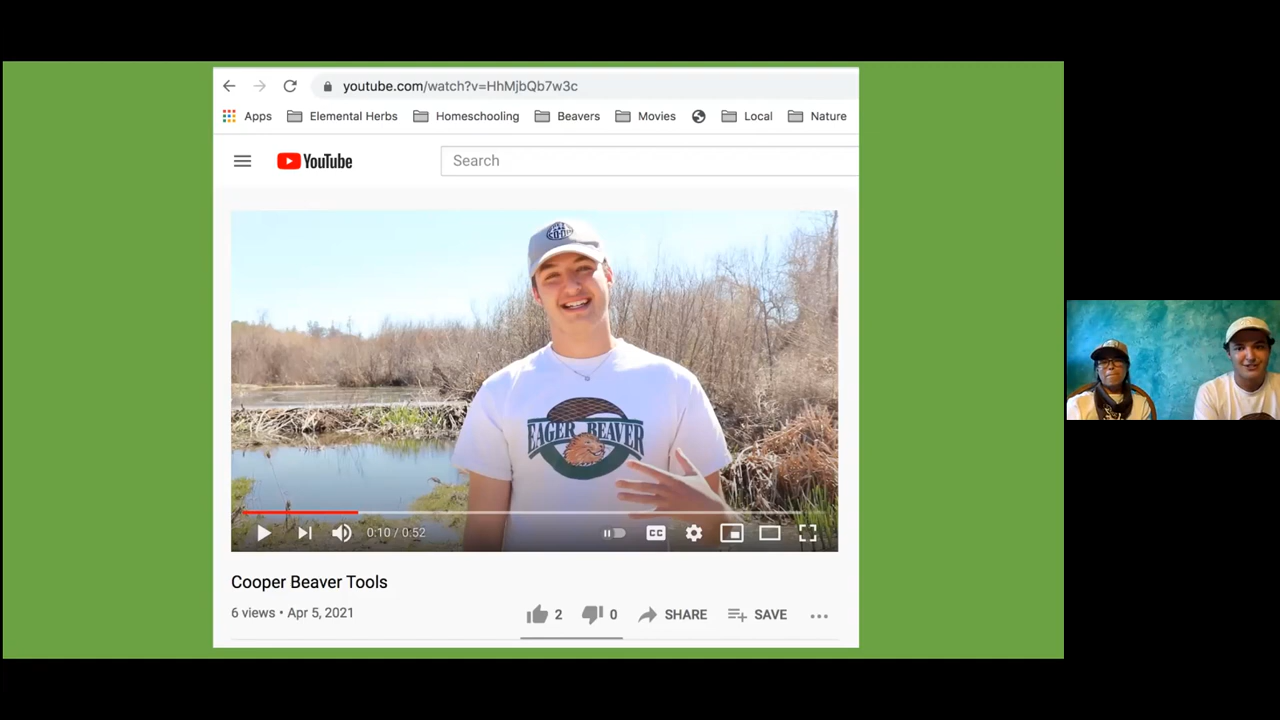 youtube.com/watch?v=HhMjbQb7w3c
Apps Elemental Herbs Homeschooling Beavers Movies Local Nature
YouTube
Search
EAGER BEAVER
0:10 / 0:52
CC
Cooper Beaver Tools
6 views • Apr 5, 2021
2 0 SHARE SAVE